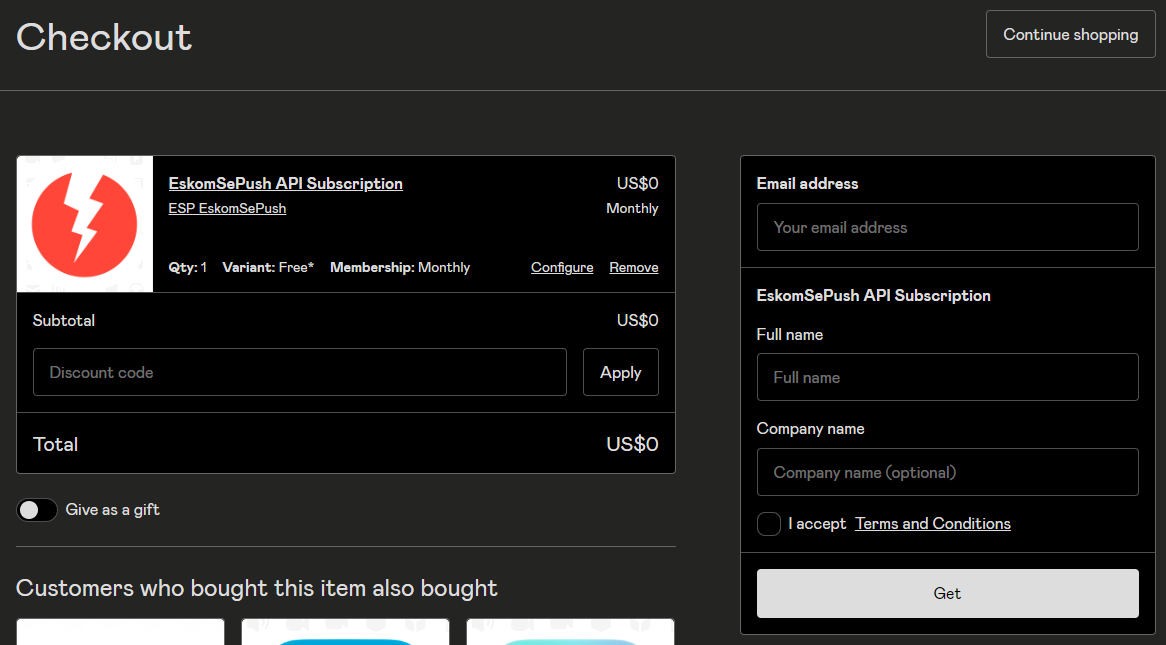 Checkout
Continue shopping
EskomSePush API Subscription
US$0
ESP EskomSePush
Monthly
Qty: 1 Variant: Free* Membership: Monthly
Configure Remove
Subtotal
US$0
Discount code
Apply
Total
US$0
Give as a gift
Customers who bought this item also bought
Email address
Your email address
EskomSePush API Subscription
Full name
Full name
Company name
Company name (optional)
I accept Terms and Conditions
Get